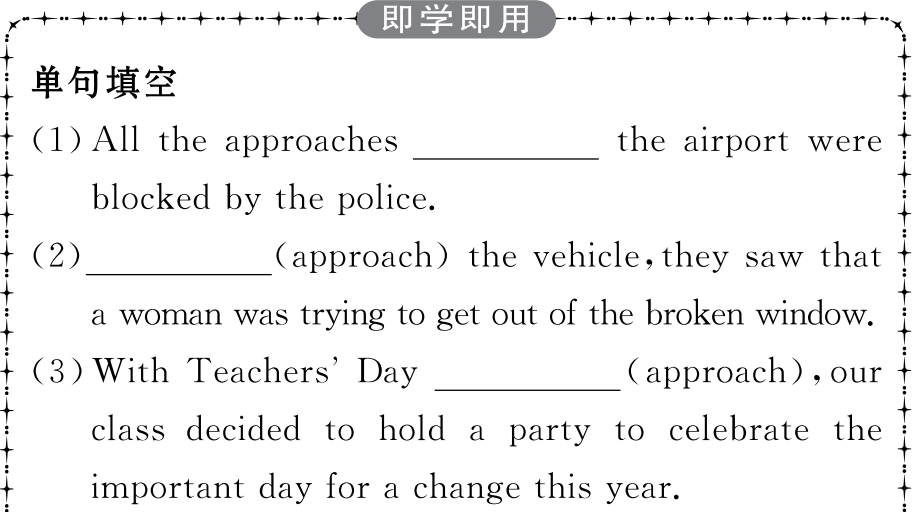 即学即用
单句填空
(1) All the approaches __________ the airport were
blocked by the police.
(2) __________(approach) the vehicle, they saw that
a woman was trying to get out of the broken window.
(3) With Teachers' Day __________(approach), our
class decided to hold a party to celebrate the
important day for a change this year.